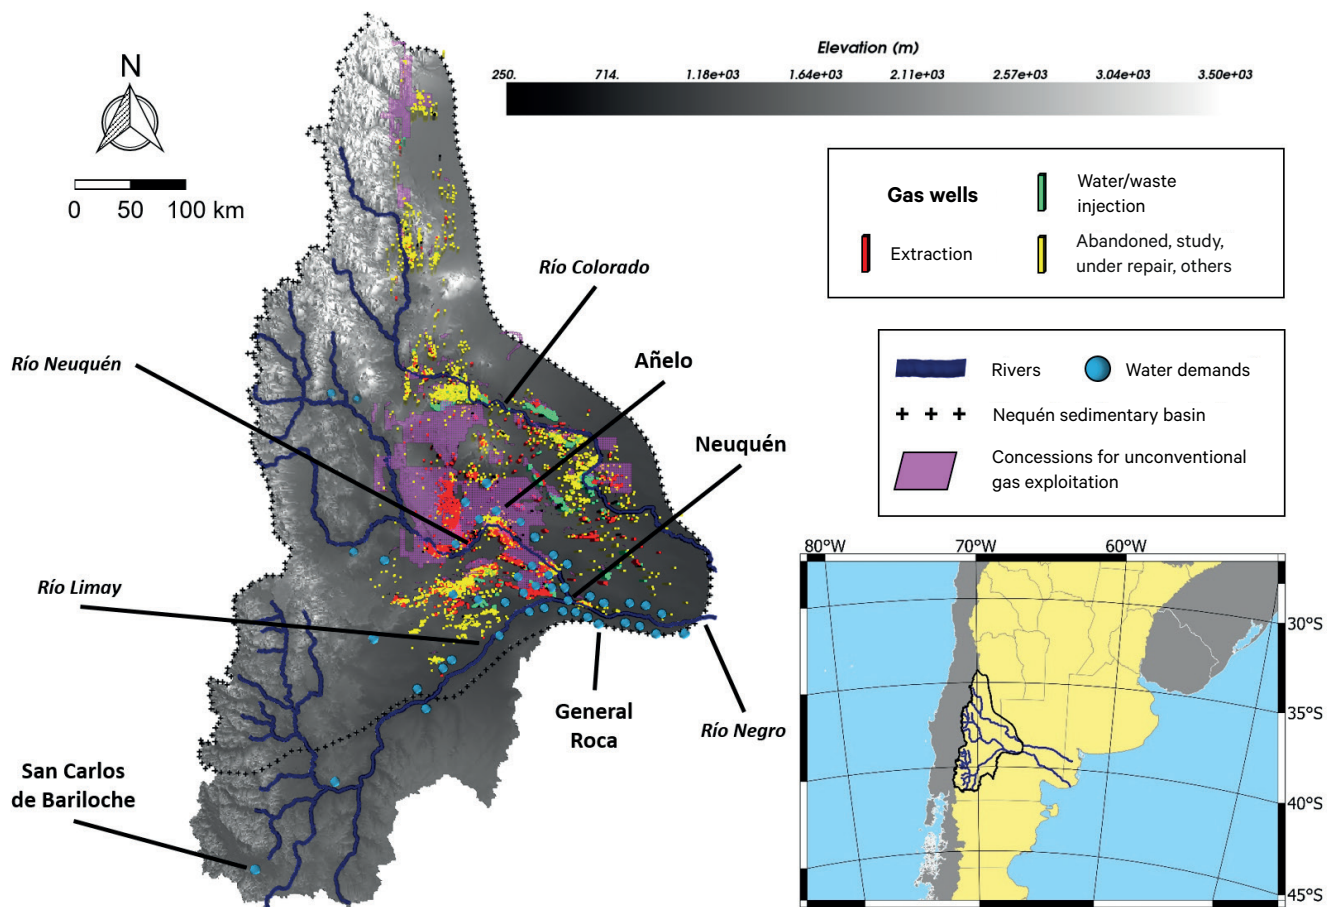 Elevation (m)
250. 714. 1.18e+03 1.64e+03 2.11e+03 2.57e+03 3.04e+03 3.50e+03
N
0 50 100 km
Gas wells
Extraction
Water/waste
injection
Abandoned, study,
under repair, others
Rivers
Water demands
Nequén sedimentary basin
Concessions for unconventional
gas exploitation
Río Colorado
Río Neuquén
Añelo
Neuquén
Río Limay
General
Roca
Río Negro
San Carlos
de Bariloche
80°W 70°W 60°W
30°S
35°S
40°S
45°S